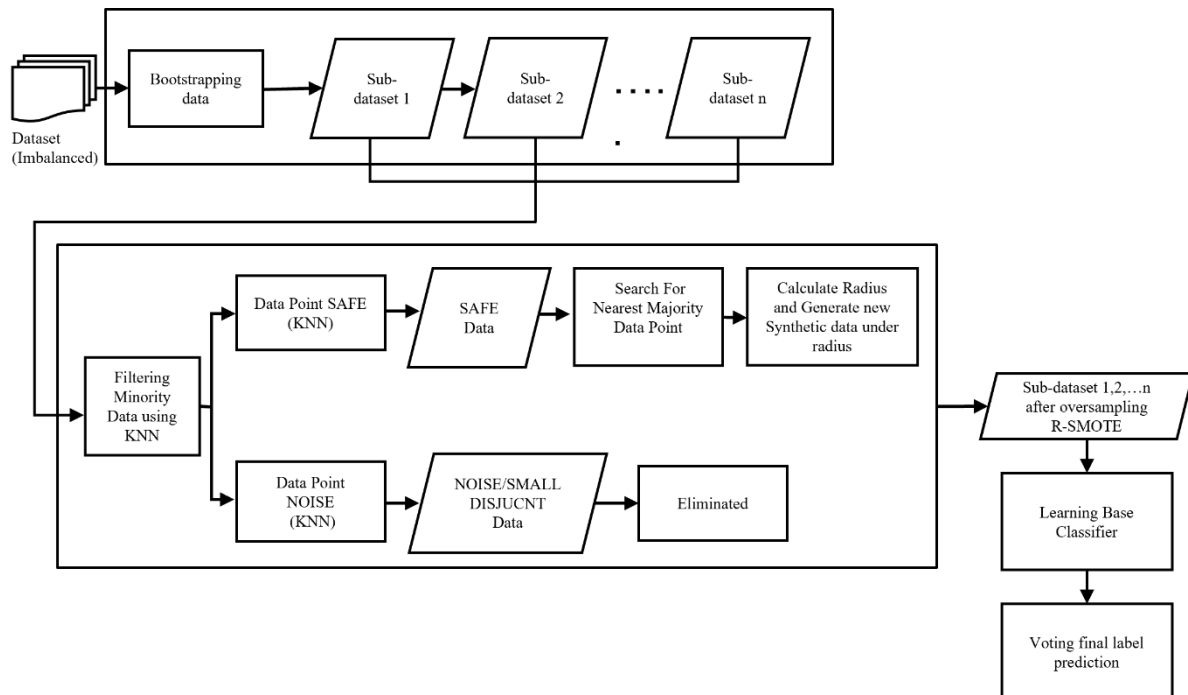 Bootstrapping
data
Sub-
dataset 1
Sub-
dataset 2
. . . .
.
Sub-
dataset n
Dataset
(Imbalanced)
Filtering
Minority
Data using
KNN
Data Point SAFE
(KNN)
SAFE
Data
Search For
Nearest Majority
Data Point
Calculate Radius
and Generate new
Synthetic data under
radius
Data Point
NOISE
(KNN)
NOISE/SMALL
DISJUCNT
Data
Eliminated
Sub-dataset 1,2,…n
after oversampling
R-SMOTE
Learning Base
Classifier
Voting final label
prediction